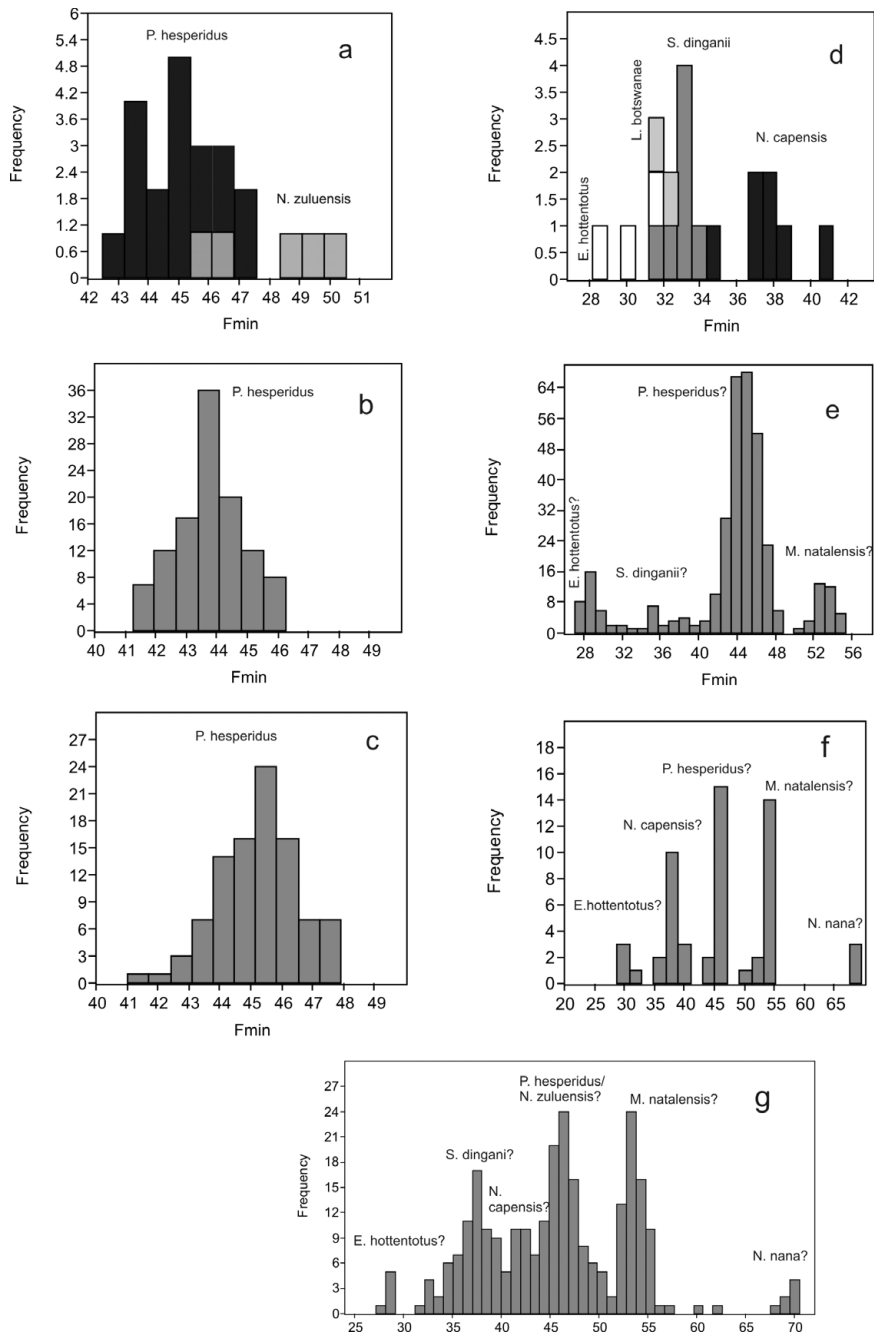 a
P. hesperidus
N. zuluensis
Frequency
6
5.4
4.8
4.2
3.6
3
2.4
1.8
1.2
0.6
0
42 43 44 45 46 47 48 49 50 51
Fmin
d
S. dinganii
L. botswanae
N. capensis
E. hottentotus
Frequency
4.5
4
3.5
3
2.5
2
1.5
1
0.5
0
28 30 32 34 36 38 40 42
Fmin
b
P. hesperidus
Frequency
36
32
28
24
20
16
12
8
4
0
40 41 42 43 44 45 46 47 48 49
Fmin
e
P. hesperidus?
E. hottentotus?
S. dinganii?
M. natalensis?
Frequency
64
56
48
40
32
24
16
8
0
28 32 36 40 44 48 52 56
Fmin
c
P. hesperidus
Frequency
27
24
21
18
15
12
9
6
3
0
40 41 42 43 44 45 46 47 48 49
Fmin
f
P. hesperidus?
M. natalensis?
N. capensis?
E.hottentotus?
N. nana?
Frequency
18
16
14
12
10
8
6
4
2
0
20 25 30 35 40 45 50 55 60 65
Fmin
g
P. hesperidus/
N. zuluensis?
M. natalensis?
S. dingani?
N.
capensis?
E. hottentotus?
N. nana?
Frequency
27
24
21
18
15
12
9
6
3
0
25 30 35 40 45 50 55 60 65 70